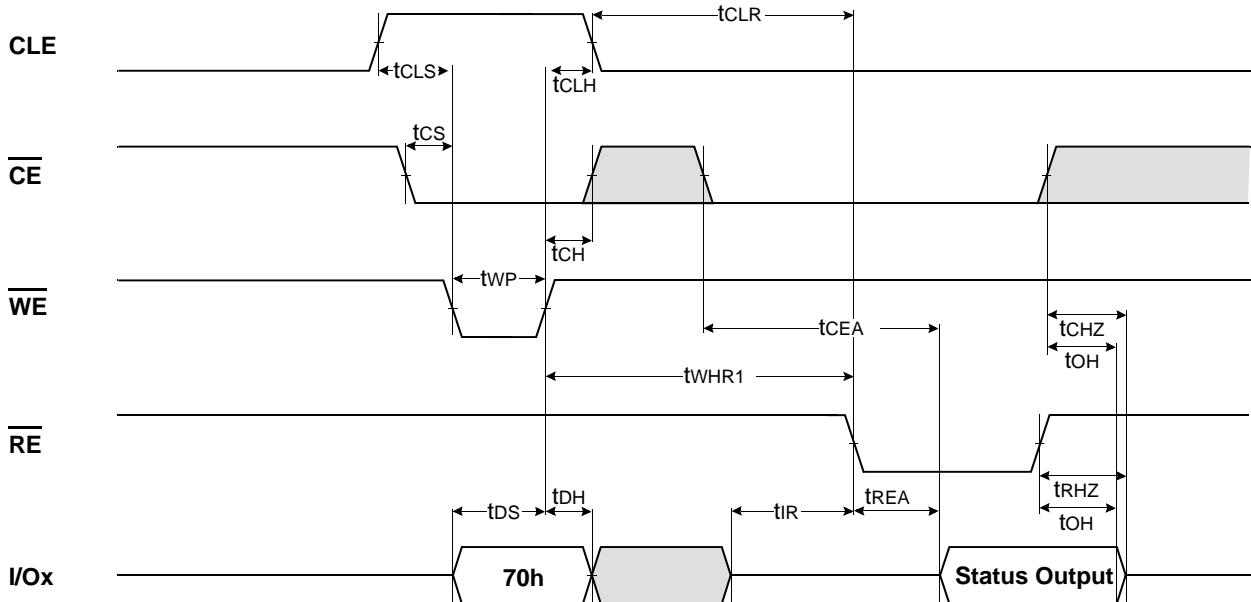 CLE
tCLR
tCLS
tCLH
CE
tCS
tCH
WE
tWP
tCEA
tCHZ
tOH
tWHR1
RE
tRHZ
tOH
tDS
tDH
tIR
tREA
I/Ox
70h
Status Output